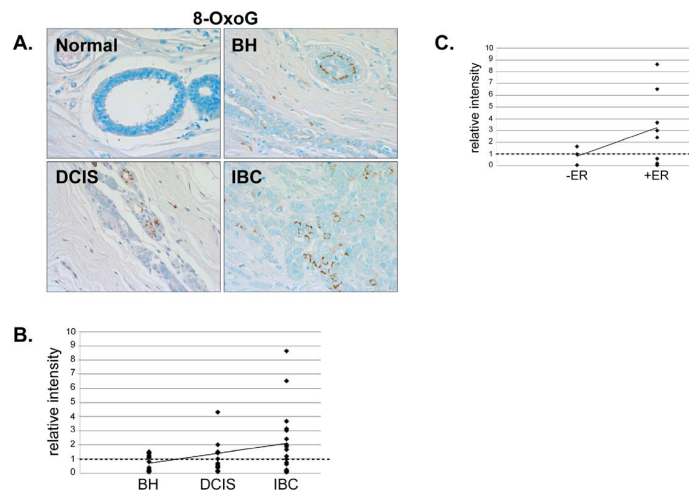 8-OxoG
A.
Normal
BH
DCIS
IBC
C.
relative intensity
10
9
8
7
6
5
4
3
2
1
0
-ER
+ER
B.
relative intensity
10
9
8
7
6
5
4
3
2
1
0
BH
DCIS
IBC